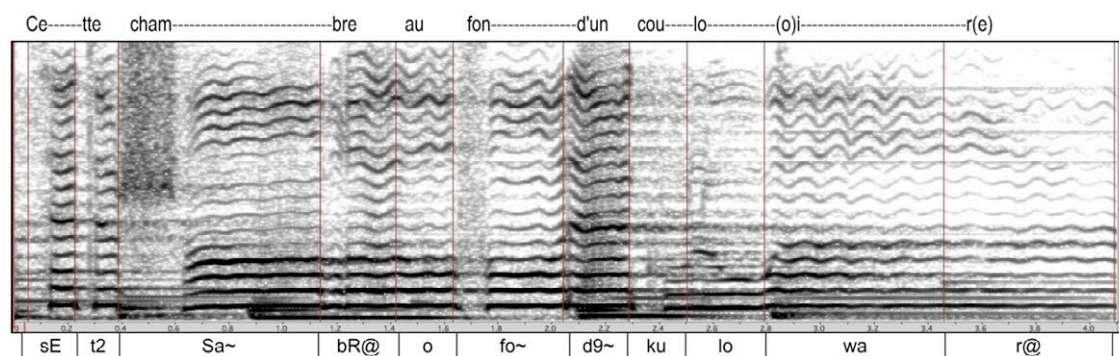 Ce-------tte cham--------------------------------bre au fon-----------------d'un cou----lo--------------(o)i-----------------------------r(e)
0 0.2 0.4 0.6 0.8 1.0 1.2 1.4 1.6 1.8 2.0 2.2 2.4 2.6 2.8 3.0 3.2 3.4 3.6 3.8 4.0
sE t2 Sa~ bR@ o fo~ d9~ ku lo wa r@